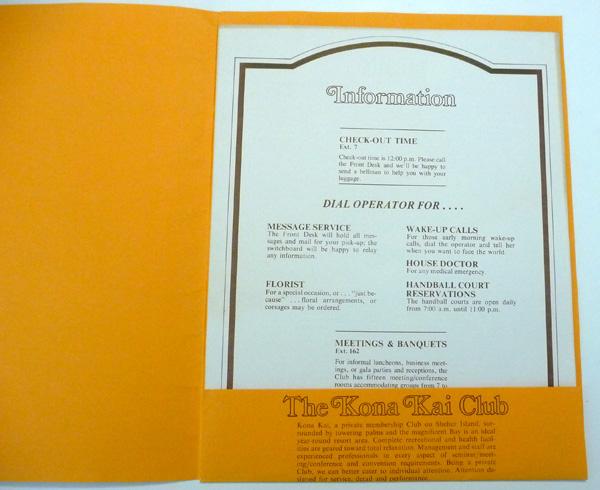 Information
CHECK-OUT TIME
Ext. 7
Check-out time is 12:00 p.m. Please call
the Front Desk and we'll be happy to
send a bellman to help you with your
luggage.
DIAL OPERATOR FOR . . . .
MESSAGE SERVICE
The Front Desk will hold all mes-
sages and mail for your pick-up; the
switchboard will be happy to relay
any information.
FLORIST
For a special occasion, or . . . "just be-
cause" . . . floral arrangements, or
corsages may be ordered.
WAKE-UP CALLS
For those early morning wake-up
calls, dial the operator and tell her
when you want to face the world.
HOUSE DOCTOR
For any medical emergency.
HANDBALL COURT
RESERVATIONS
The handball courts are open daily
from 7:00 a.m. until 11:00 p.m.
MEETINGS & BANQUETS
Ext. 162
For informal luncheons, business meet-
ings, or gala parties and receptions, the
Club has fifteen meeting/conference
rooms accommodating groups from 7 to
The Kona Kai Club
Kona Kai, a private membership Club on Shelter Island, sur-
rounded by towering palms and the magnificent Bay is an ideal
year-round resort area. Complete recreational and health facil-
ities are geared toward total relaxation. Management and staff are
experienced professionals in every aspect of seminar/meet-
ing/conference and convention requirements. Being a private
Club, we can better cater to individual attention. Attention de-
signed for service, detail and performance.